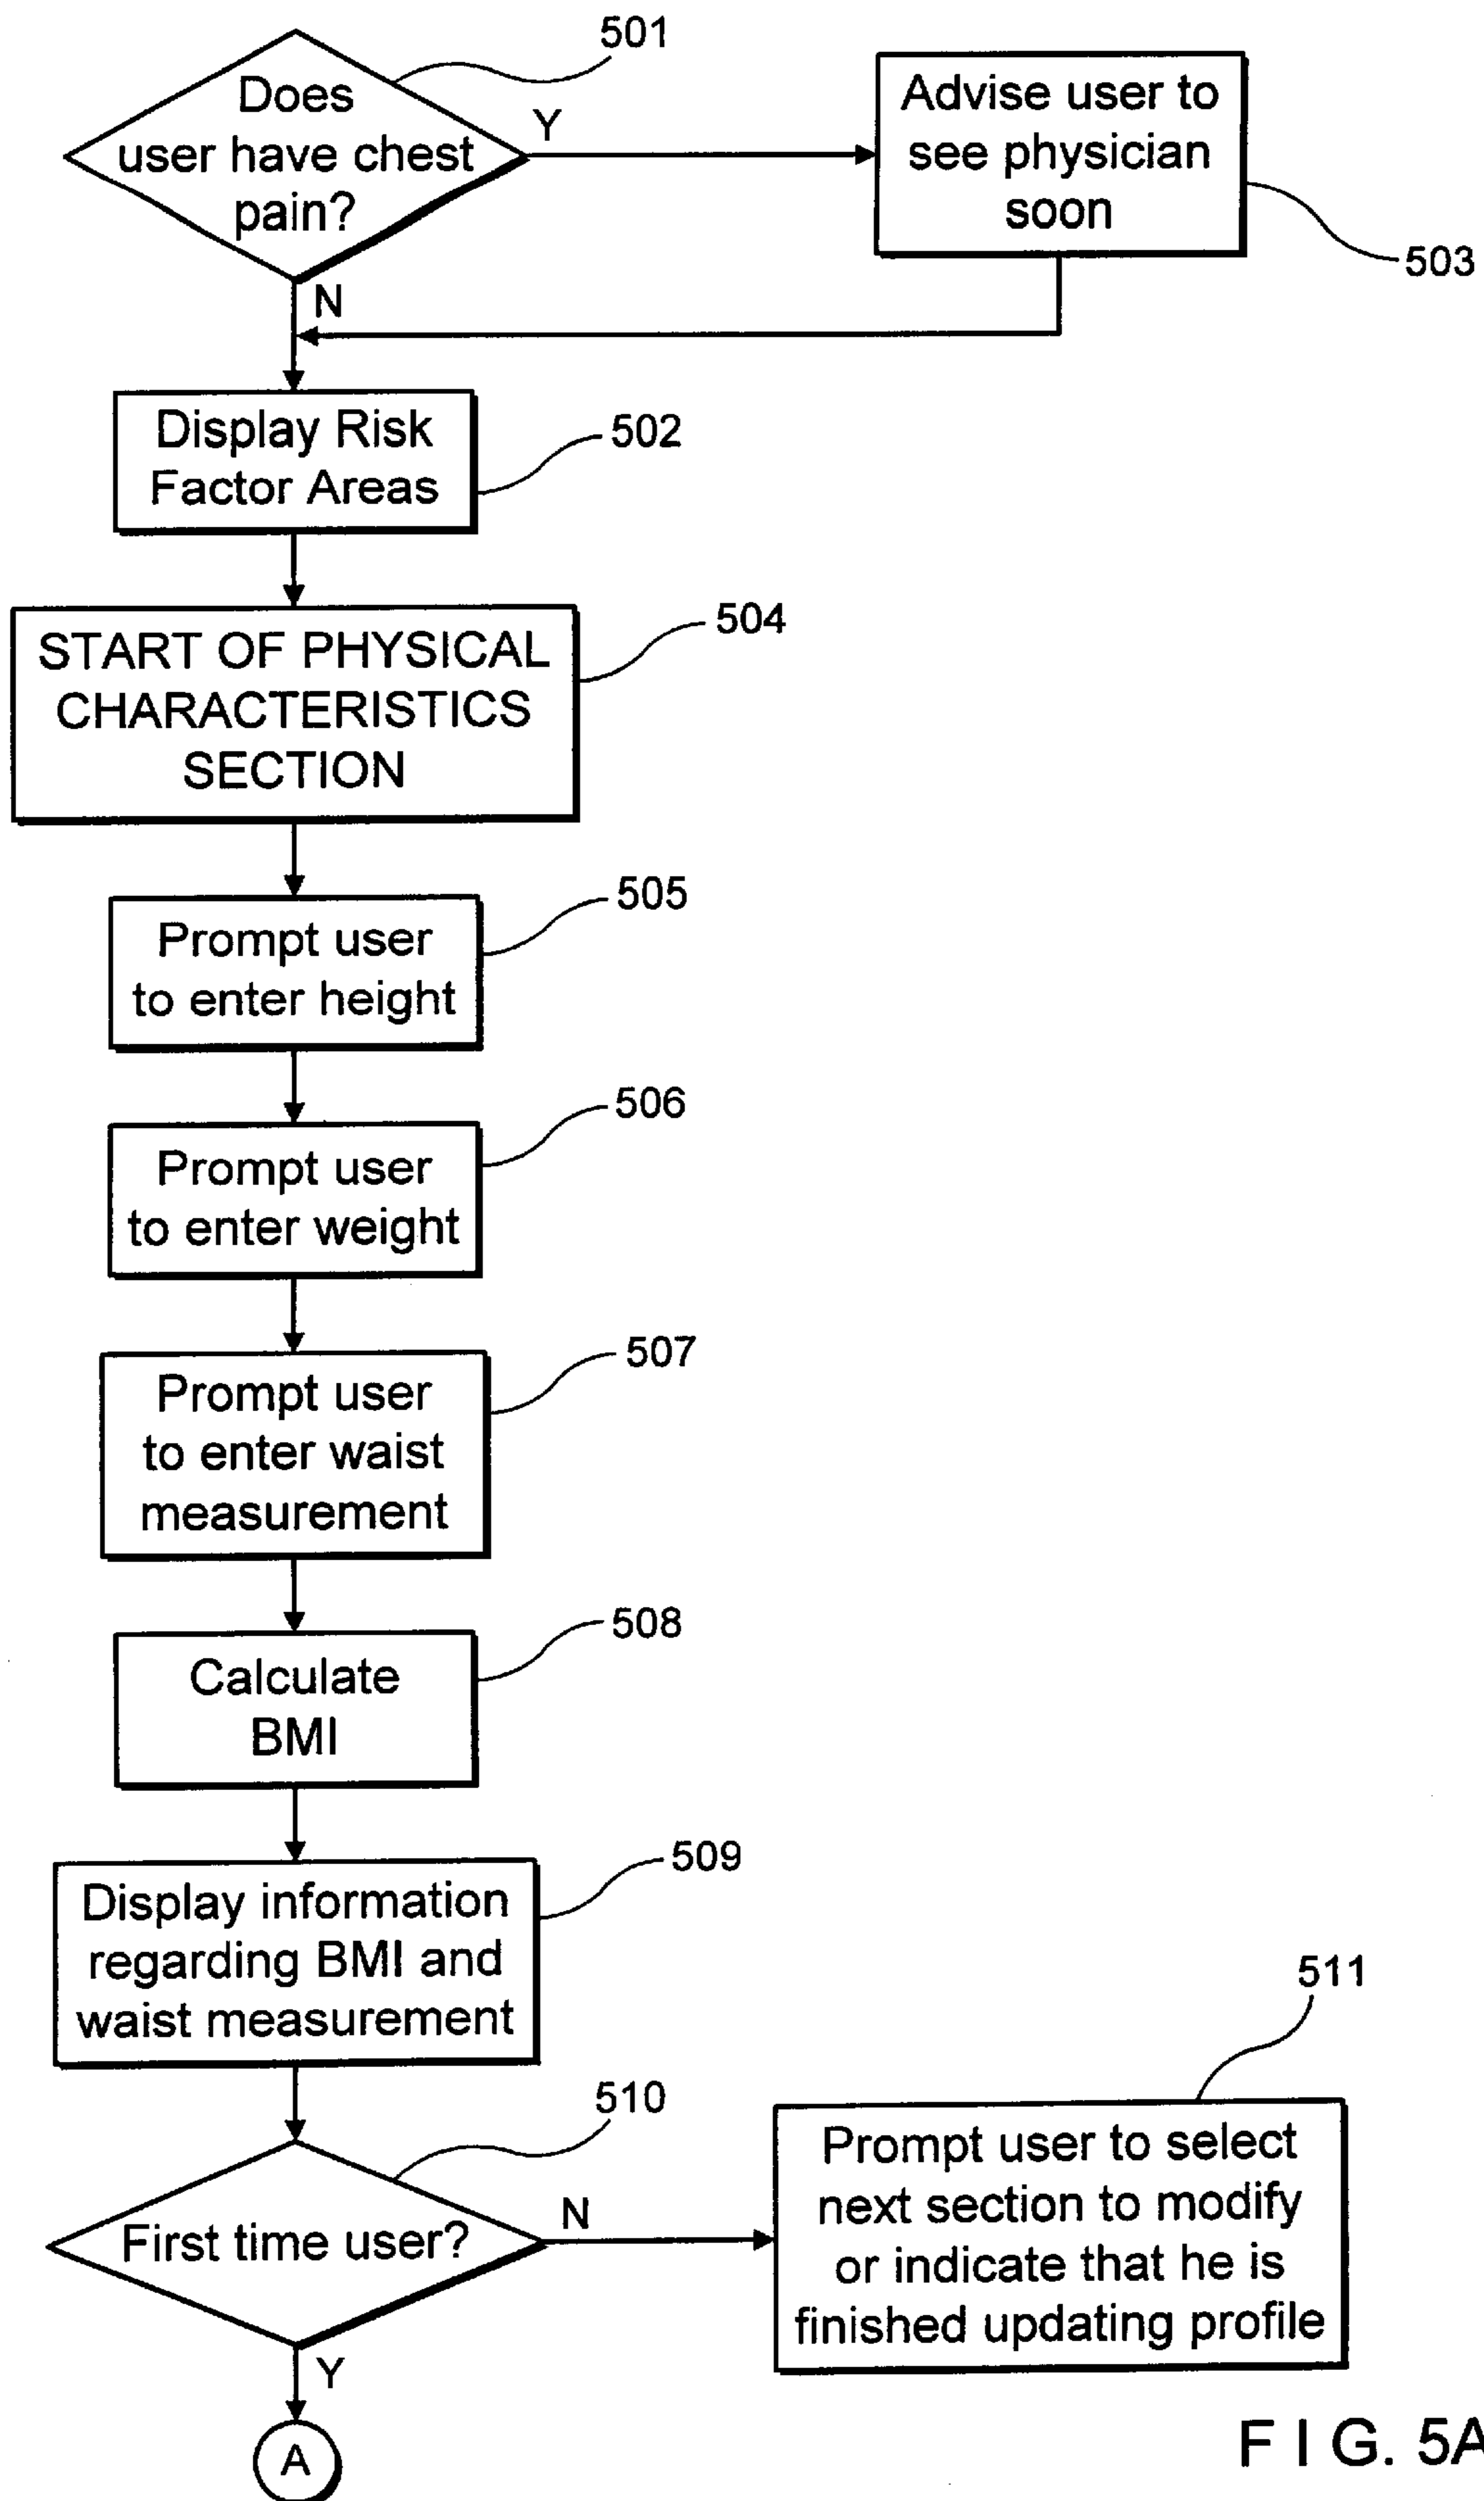 501
Does
user have chest
pain?
Y
N
Advise user to
see physician
soon
503
Display Risk
Factor Areas
502
START OF PHYSICAL
CHARACTERISTICS
SECTION
504
Prompt user
to enter height
505
Prompt user
to enter weight
506
Prompt user
to enter waist
measurement
507
Calculate
BMI
508
Display information
regarding BMI and
waist measurement
509
First time user?
510
N
Y
Prompt user to select
next section to modify
or indicate that he is
finished updating profile
511
A
FIG. 5A